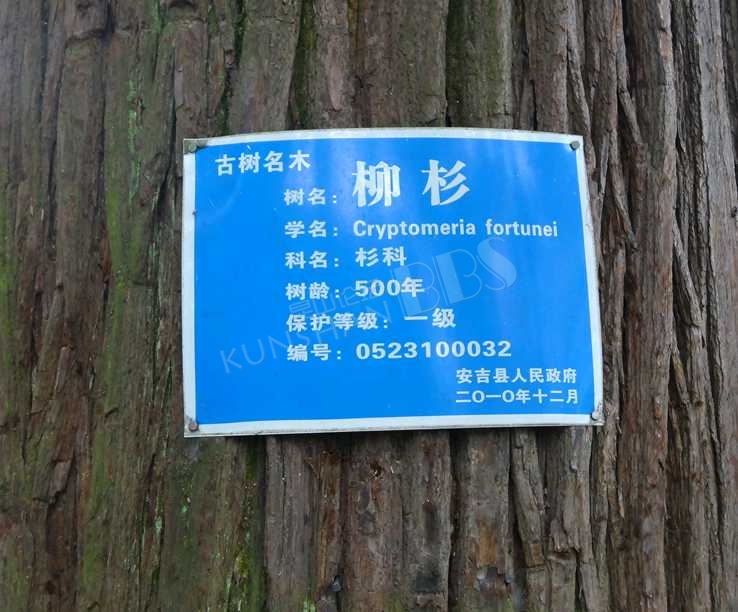 古树名木
树名：柳杉
学名：Cryptomeria fortunei
科名：杉科
树龄：500年
保护等级：一级
编号：0523100032
安吉县人民政府
二〇一〇年十二月
KUNSHAN BBS